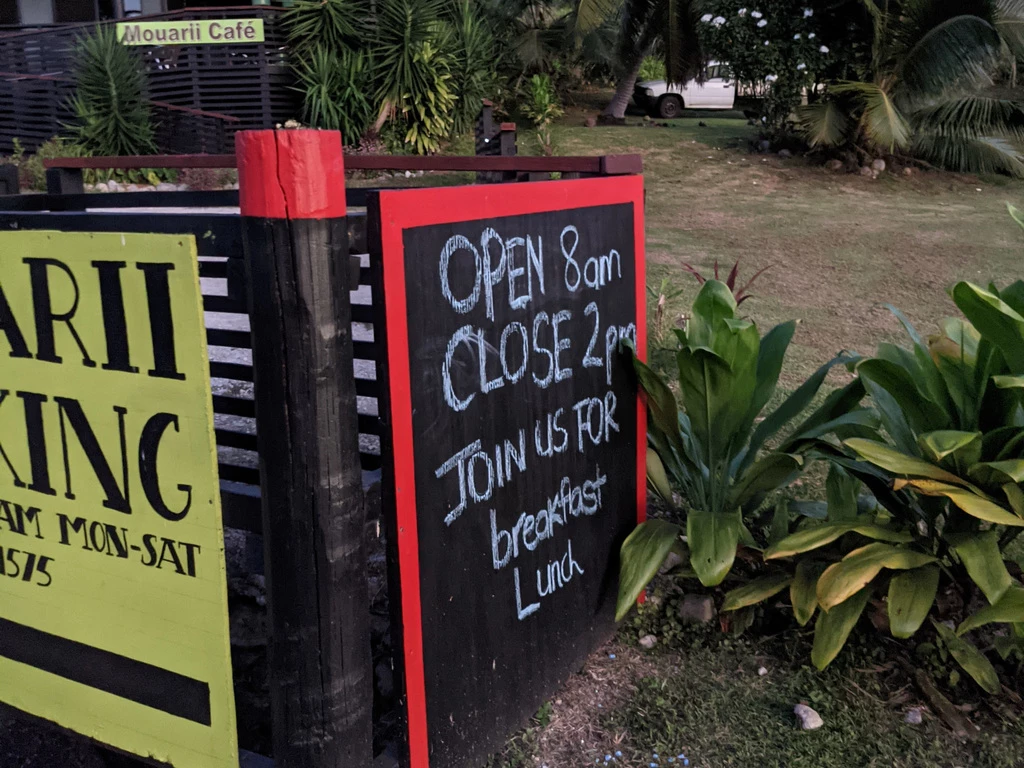 Mouarii Café
ARII
KING
AM MON-SAT
1575
OPEN 8am
CLOSE 2pm
JOIN US FOR
breakfast
Lunch